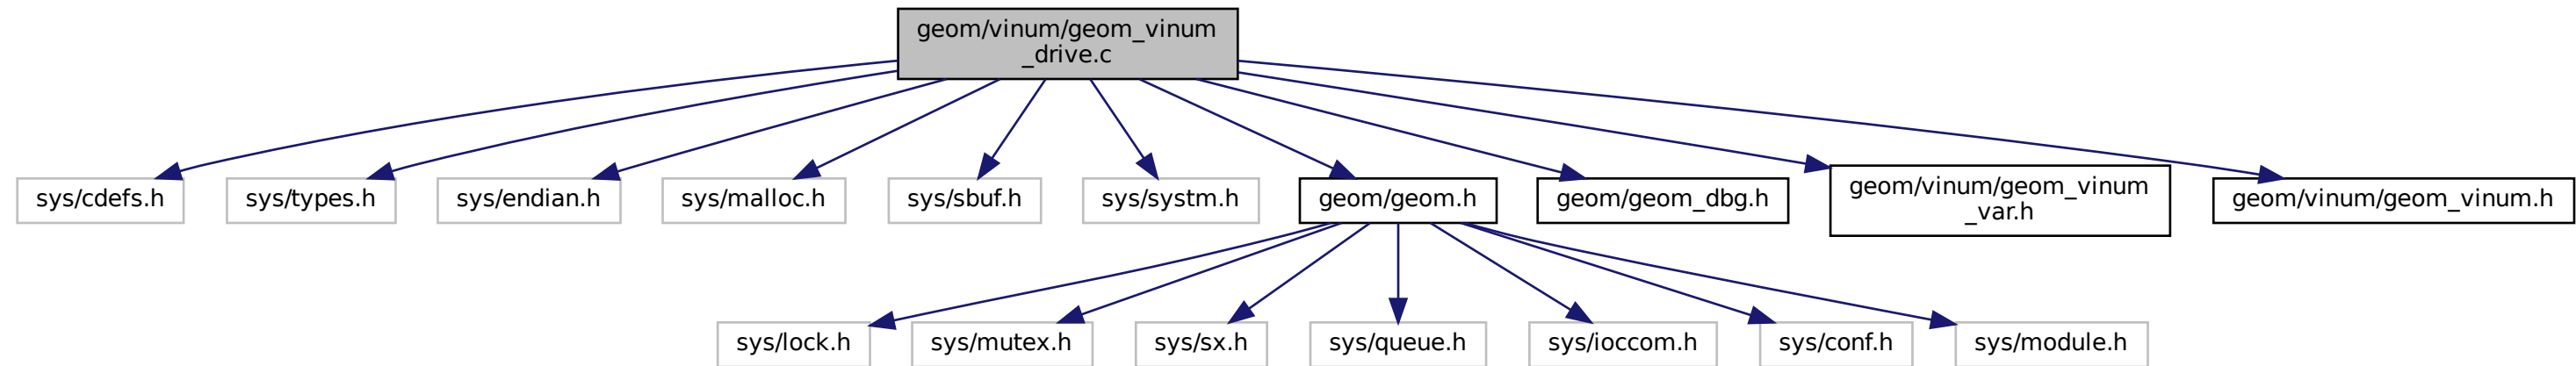 geom/vinum/geom_vinum
_drive.c
sys/cdefs.h
sys/types.h
sys/endian.h
sys/malloc.h
sys/sbuf.h
sys/systm.h
geom/geom.h
geom/geom_dbg.h
geom/vinum/geom_vinum
_var.h
geom/vinum/geom_vinum.h
sys/lock.h
sys/mutex.h
sys/sx.h
sys/queue.h
sys/ioccom.h
sys/conf.h
sys/module.h